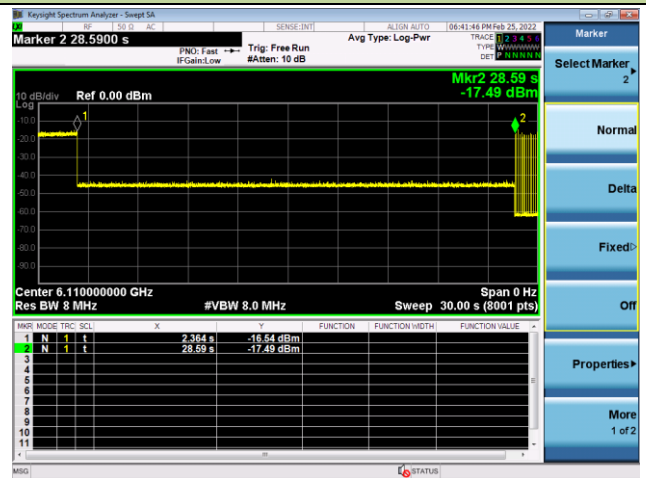 Keysight Spectrum Analyzer - Swept SA
RF 50 Ω AC SENSE:INT ALIGN AUTO 06:41:46 PM Feb 25, 2022
Marker 2 28.5900 s
PNO: Fast Trig: Free Run Avg Type: Log-Pwr TRACE 1 2 3 4 5 6
IFGain:Low #Atten: 10 dB TYPE WWWWWW
DET P N N N N N
Marker
Select Marker
2
Normal
Delta
Fixed
Off
Properties
More
1 of 2
Mkr2 28.59 s
-17.49 dBm
10 dB/div Ref 0.00 dBm
Log
1
2
-10.0
-20.0
-30.0
-40.0
-50.0
-60.0
-70.0
-80.0
-90.0
Center 6.110000000 GHz Span 0 Hz
Res BW 8 MHz #VBW 8.0 MHz Sweep 30.00 s (8001 pts)
MKR MODE TRC SCL X Y FUNCTION FUNCTION WIDTH FUNCTION VALUE
1 N 1 t 2.364 s -16.54 dBm
2 N 1 t 28.59 s -17.49 dBm
3
4
5
6
7
8
9
10
11
MSG STATUS